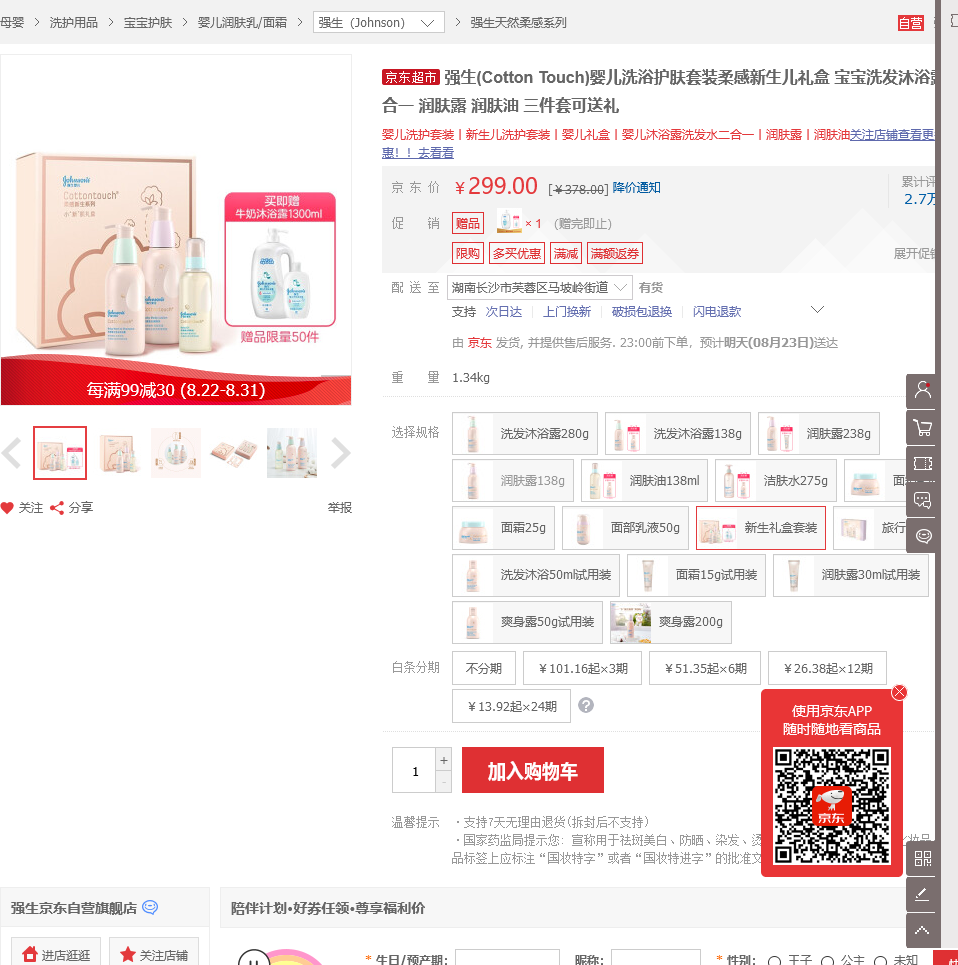 母婴 > 洗护用品 > 宝宝护肤 > 婴儿润肤乳/面霜 > 强生（Johnson） > 强生天然柔感系列
自营
京东超市 强生(Cotton Touch)婴儿洗浴护肤套装柔感新生儿礼盒 宝宝洗发沐浴露
合一 润肤露 润肤油 三件套可送礼
婴儿洗护套装丨新生儿洗护套装丨婴儿礼盒丨婴儿沐浴露洗发水二合一丨润肤露丨润肤油关注店铺查看更
惠！！去看看
京东价 ￥299.00 [￥378.00] 降价通知
累计评
2.7万
促销 赠品 × 1 （赠完即止）
限购 多买优惠 满减 满额返券
展开促销
配送至 湖南长沙市芙蓉区马坡岭街道 有货
支持 次日达 上门换新 破损包退换 闪电退款
由 京东 发货, 并提供售后服务. 23:00前下单，预计明天(08月23日)送达
重量 1.34kg
Johnson's
Cottontouch
买即赠
牛奶沐浴露1300ml
赠品限量50件
每满99减30 (8.22-8.31)
关注 分享
举报
选择规格 洗发沐浴露280g 洗发沐浴露138g 润肤露238g
润肤露138g 润肤油138ml 洁肤水275g
面霜25g 面部乳液50g 新生礼盒套装 旅行
洗发沐浴50ml试用装 面霜15g试用装 润肤露30ml试用装
爽身露50g试用装 爽身露200g
白条分期 不分期 ￥101.16起×3期 ￥51.35起×6期 ￥26.38起×12期
￥13.92起×24期 ?
使用京东APP
随时随地看商品
京东
1 + - 加入购物车
温馨提示 ·支持7天无理由退货(拆封后不支持)
·国家药监局提示您：宣称用于祛斑美白、防晒、染发、烫
妆品
品标签上应标注“国妆特字”或者“国妆特进字”的批准文
强生京东自营旗舰店
陪伴计划•好券任领•尊享福利价
进店逛逛 关注店铺
* 生日/预产期： 昵称： * 性别： 王子 公主 未知